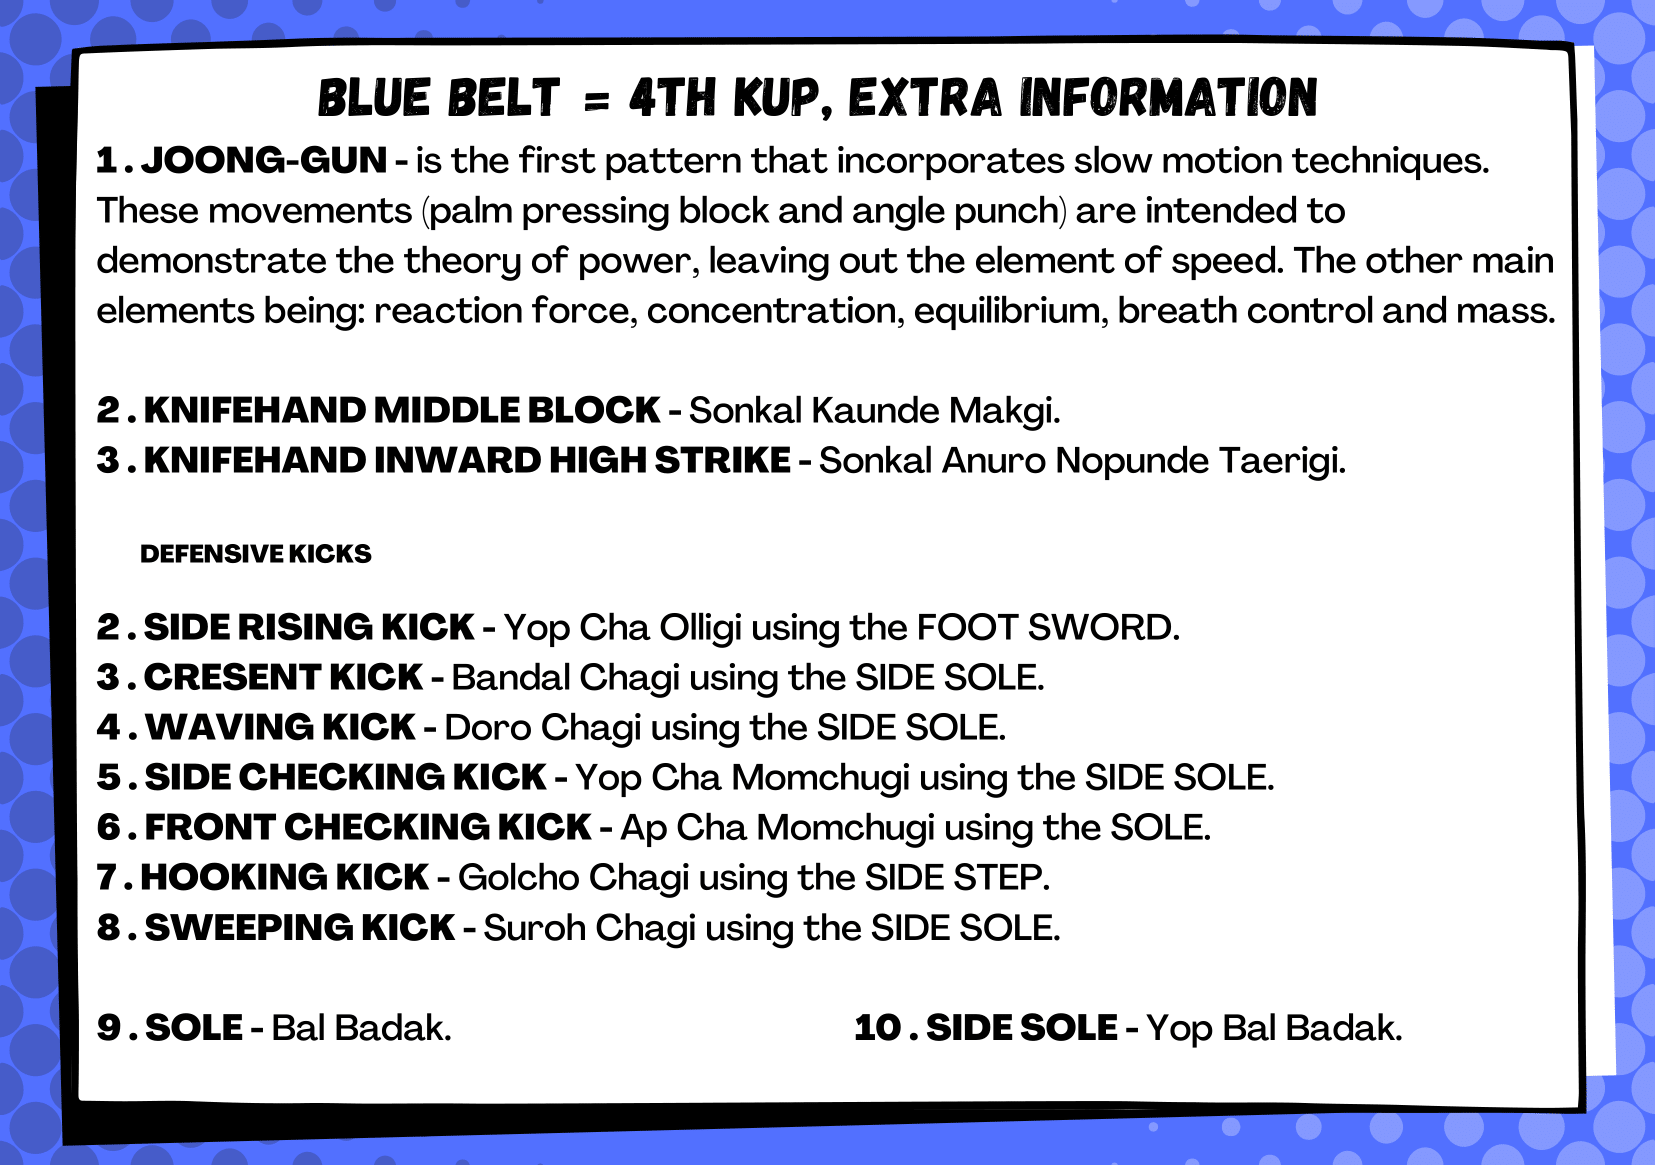 BLUE BELT = 4TH KUP, EXTRA INFORMATION
1 . JOONG-GUN - is the first pattern that incorporates slow motion techniques.
These movements (palm pressing block and angle punch) are intended to
demonstrate the theory of power, leaving out the element of speed. The other main
elements being: reaction force, concentration, equilibrium, breath control and mass.
2 . KNIFEHAND MIDDLE BLOCK - Sonkal Kaunde Makgi.
3 . KNIFEHAND INWARD HIGH STRIKE - Sonkal Anuro Nopunde Taerigi.
DEFENSIVE KICKS
2 . SIDE RISING KICK - Yop Cha Olligi using the FOOT SWORD.
3 . CRESENT KICK - Bandal Chagi using the SIDE SOLE.
4 . WAVING KICK - Doro Chagi using the SIDE SOLE.
5 . SIDE CHECKING KICK - Yop Cha Momchugi using the SIDE SOLE.
6 . FRONT CHECKING KICK - Ap Cha Momchugi using the SOLE.
7 . HOOKING KICK - Golcho Chagi using the SIDE STEP.
8 . SWEEPING KICK - Suroh Chagi using the SIDE SOLE.
9 . SOLE - Bal Badak.
10 . SIDE SOLE - Yop Bal Badak.